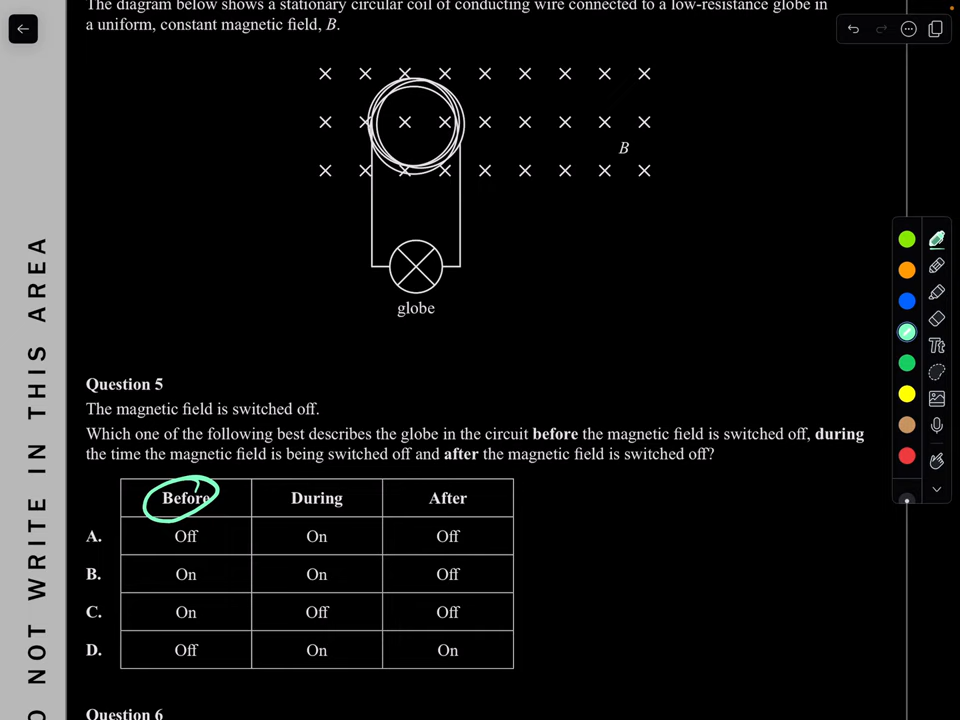 The diagram below shows a stationary circular coil of conducting wire connected to a low-resistance globe in
a uniform, constant magnetic field, B.
B
globe
Question 5
The magnetic field is switched off.
Which one of the following best describes the globe in the circuit before the magnetic field is switched off, during
the time the magnetic field is being switched off and after the magnetic field is switched off?
Before During After
A. Off On Off
B. On On Off
C. On Off Off
D. Off On On
Question 6
O NOT WRITE IN THIS AREA
Tt